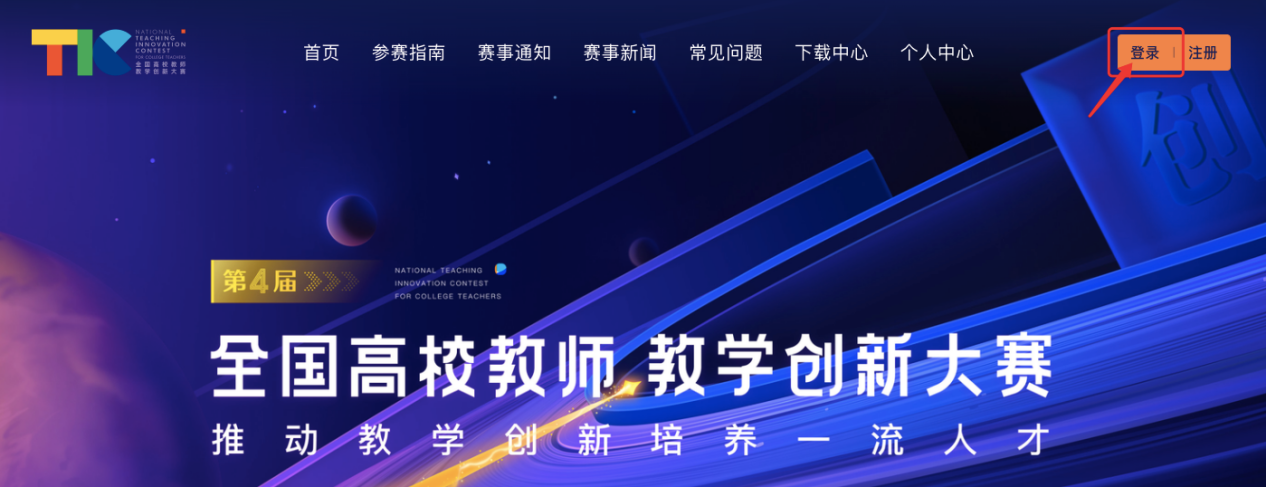 NATIONAL
TEACHING
INNOVATION
CONTEST
FOR COLLEGE TEACHERS
全国高校教师
教学创新大赛
首页 参赛指南 赛事通知 赛事新闻 常见问题 下载中心 个人中心
登录 | 注册
创
第4届
NATIONAL TEACHING
INNOVATION CONTEST
FOR COLLEGE TEACHERS
全国高校教师 教学创新大赛
推动教学创新培养一流人才